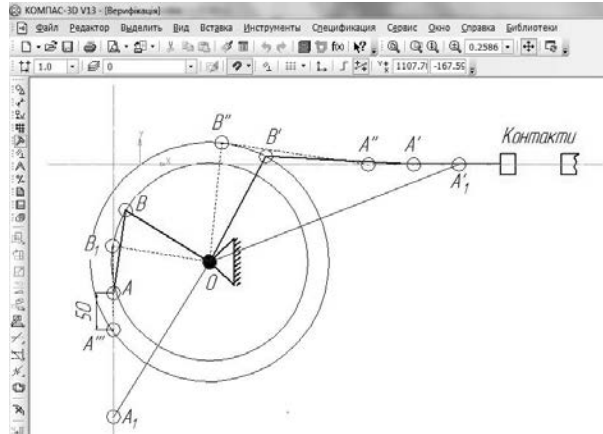 КОМПАС-3D V13 - [Верифікація]
Файл Редактор Выделить Вид Вставка Инструменты Спецификация Сервис Окно Справка Библиотеки
0.2586
1.0 0 1107.7 -167.59
Y
X
B″ B′ A″ A′ A′₁ Контакти
B
B₁
O
A
50
A‴
A₁